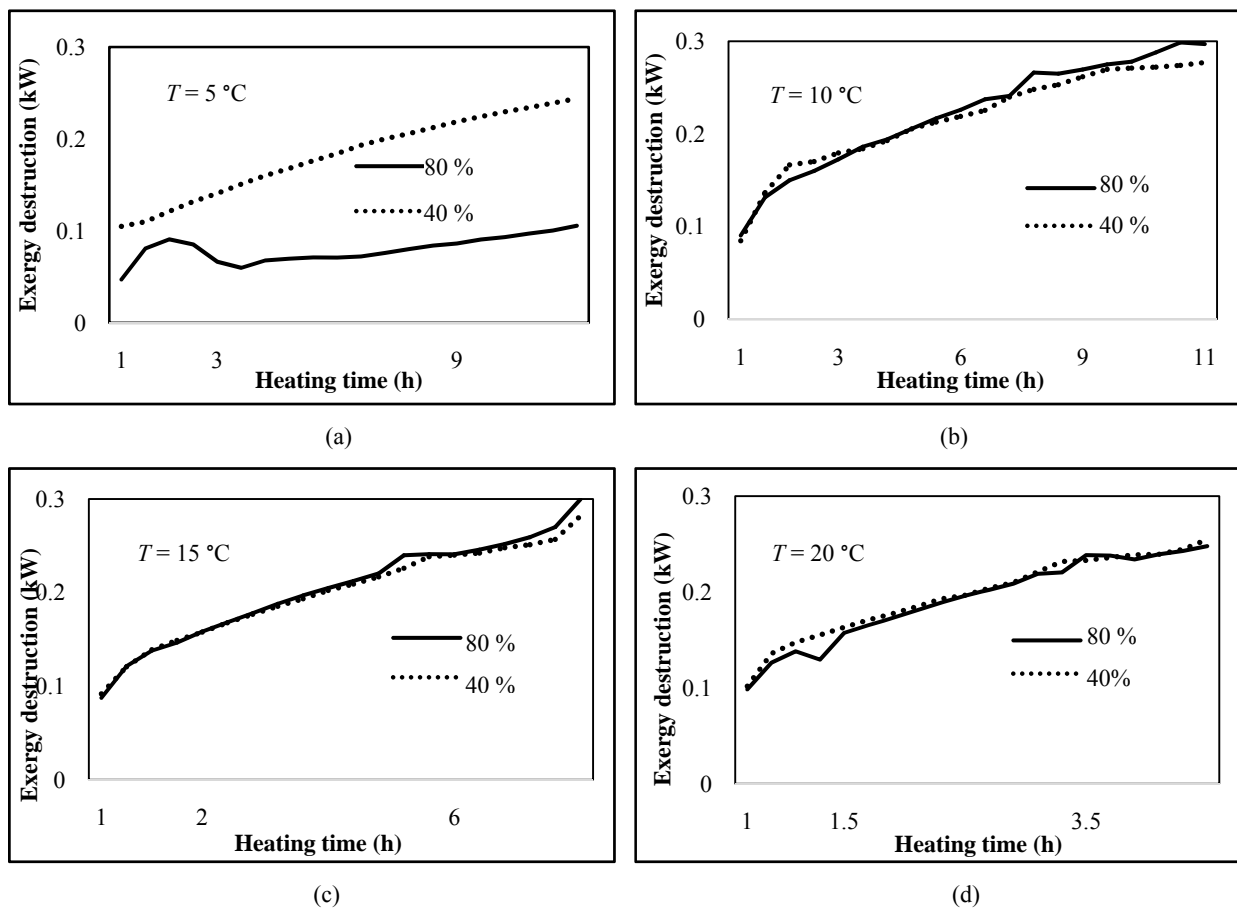 Exergy destruction (kW)
0.3
0.2
0.1
0
T = 5 °C
80 %
40 %
1 3 9
Heating time (h)
(a)
Exergy destruction (kW)
0.3
0.2
0.1
0
T = 10 °C
80 %
40 %
1 3 6 9 11
Heating time (h)
(b)
Exergy destruction (kW)
0.3
0.2
0.1
0
T = 15 °C
80 %
40 %
1 2 6
Heating time (h)
(c)
Exergy destruction (kW)
0.3
0.2
0.1
0
T = 20 °C
80 %
40%
1 1.5 3.5
Heating time (h)
(d)